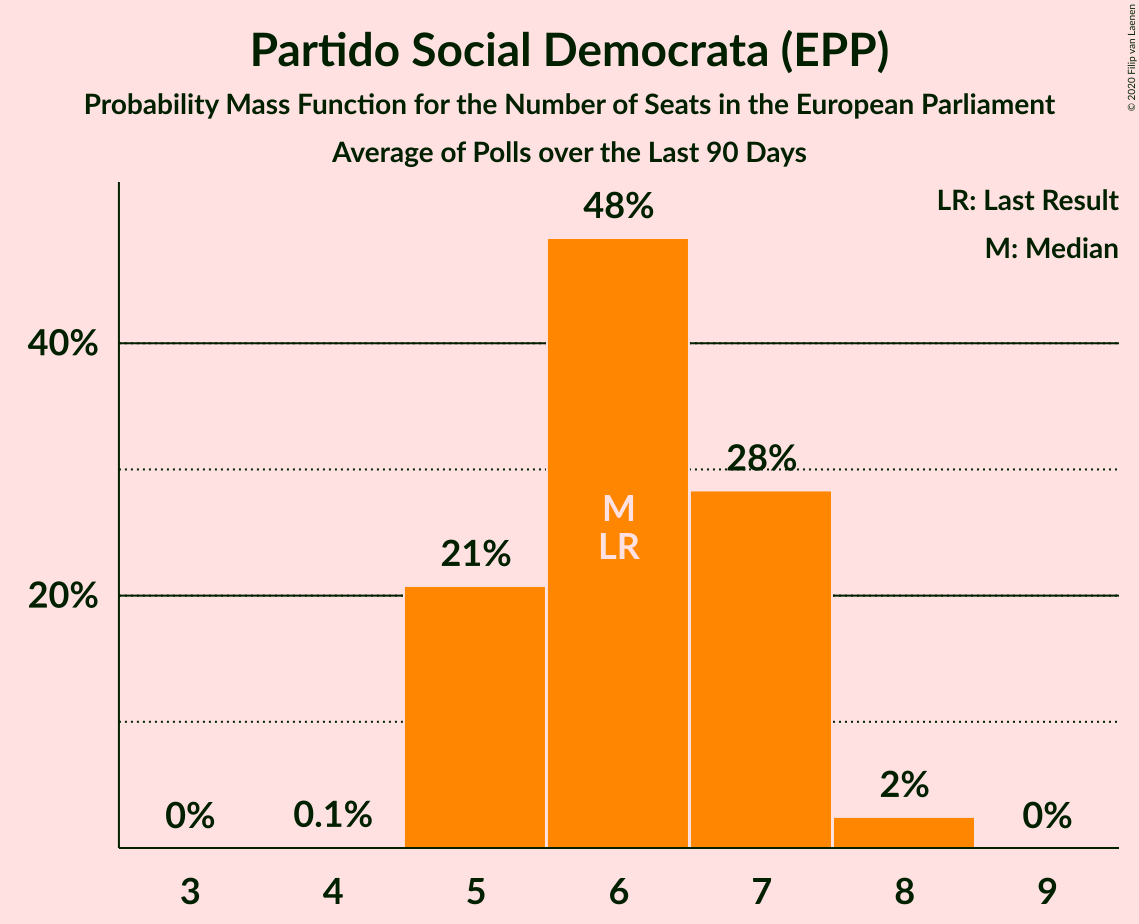 Partido Social Democrata (EPP)
Probability Mass Function for the Number of Seats in the European Parliament
Average of Polls over the Last 90 Days
© 2020 Filip van Laenen
LR: Last Result
M: Median
48%
40%
28%
M
LR
21%
20%
2%
0%
0.1%
0%
3
4
5
6
7
8
9